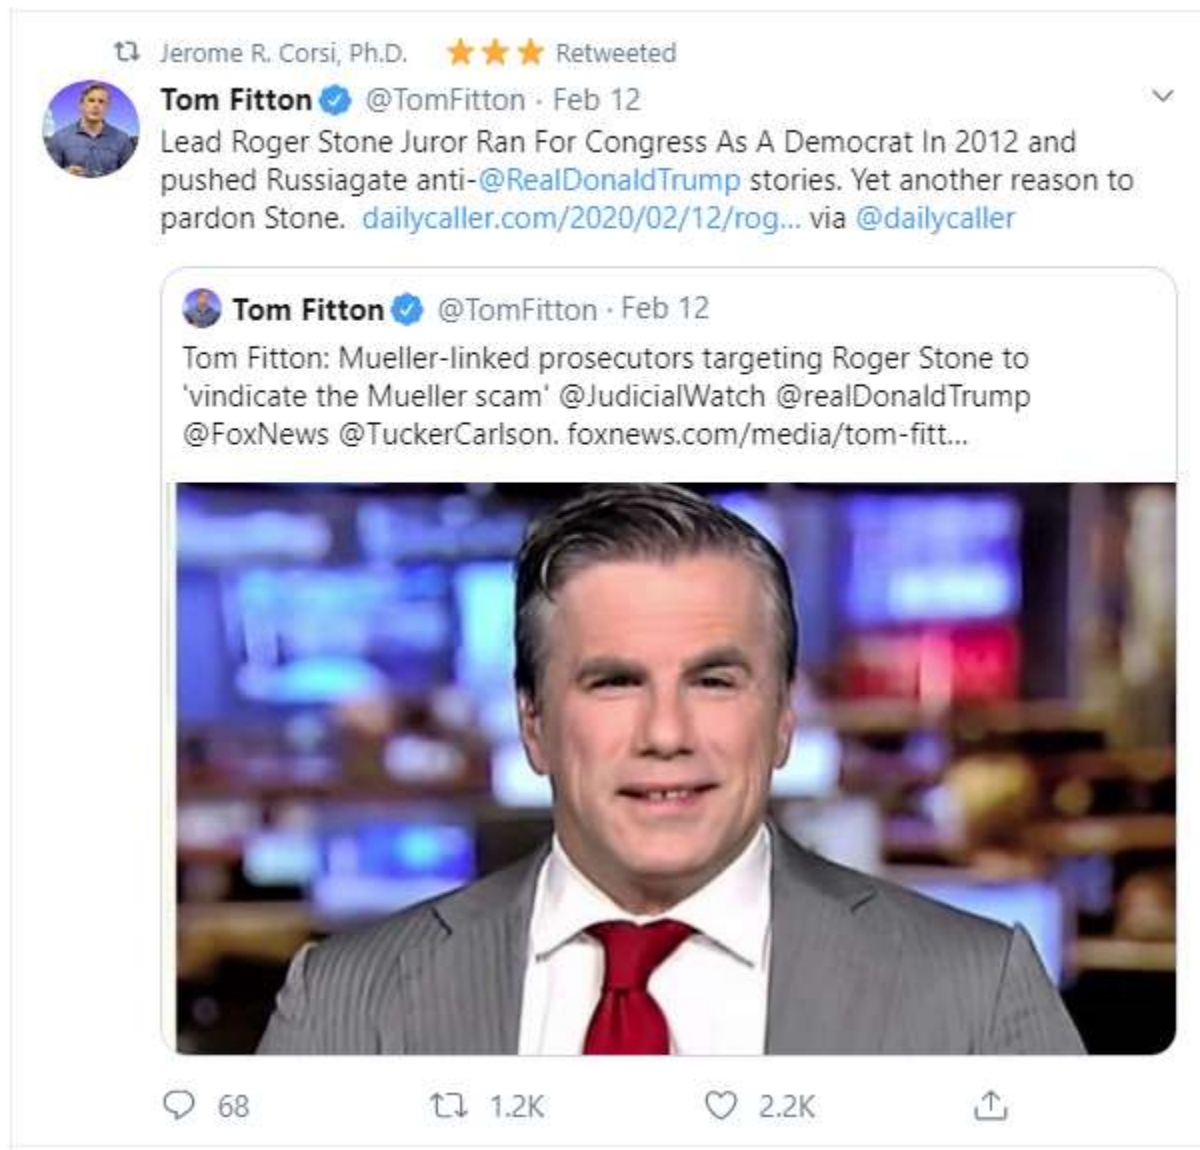 Jerome R. Corsi, Ph.D. ⭐⭐⭐ Retweeted
Tom Fitton @TomFitton · Feb 12
Lead Roger Stone Juror Ran For Congress As A Democrat In 2012 and
pushed Russiagate anti-@RealDonaldTrump stories. Yet another reason to
pardon Stone. dailycaller.com/2020/02/12/rog... via @dailycaller
Tom Fitton @TomFitton · Feb 12
Tom Fitton: Mueller-linked prosecutors targeting Roger Stone to
'vindicate the Mueller scam' @JudicialWatch @realDonaldTrump
@FoxNews @TuckerCarlson. foxnews.com/media/tom-fitt...
68 1.2K 2.2K